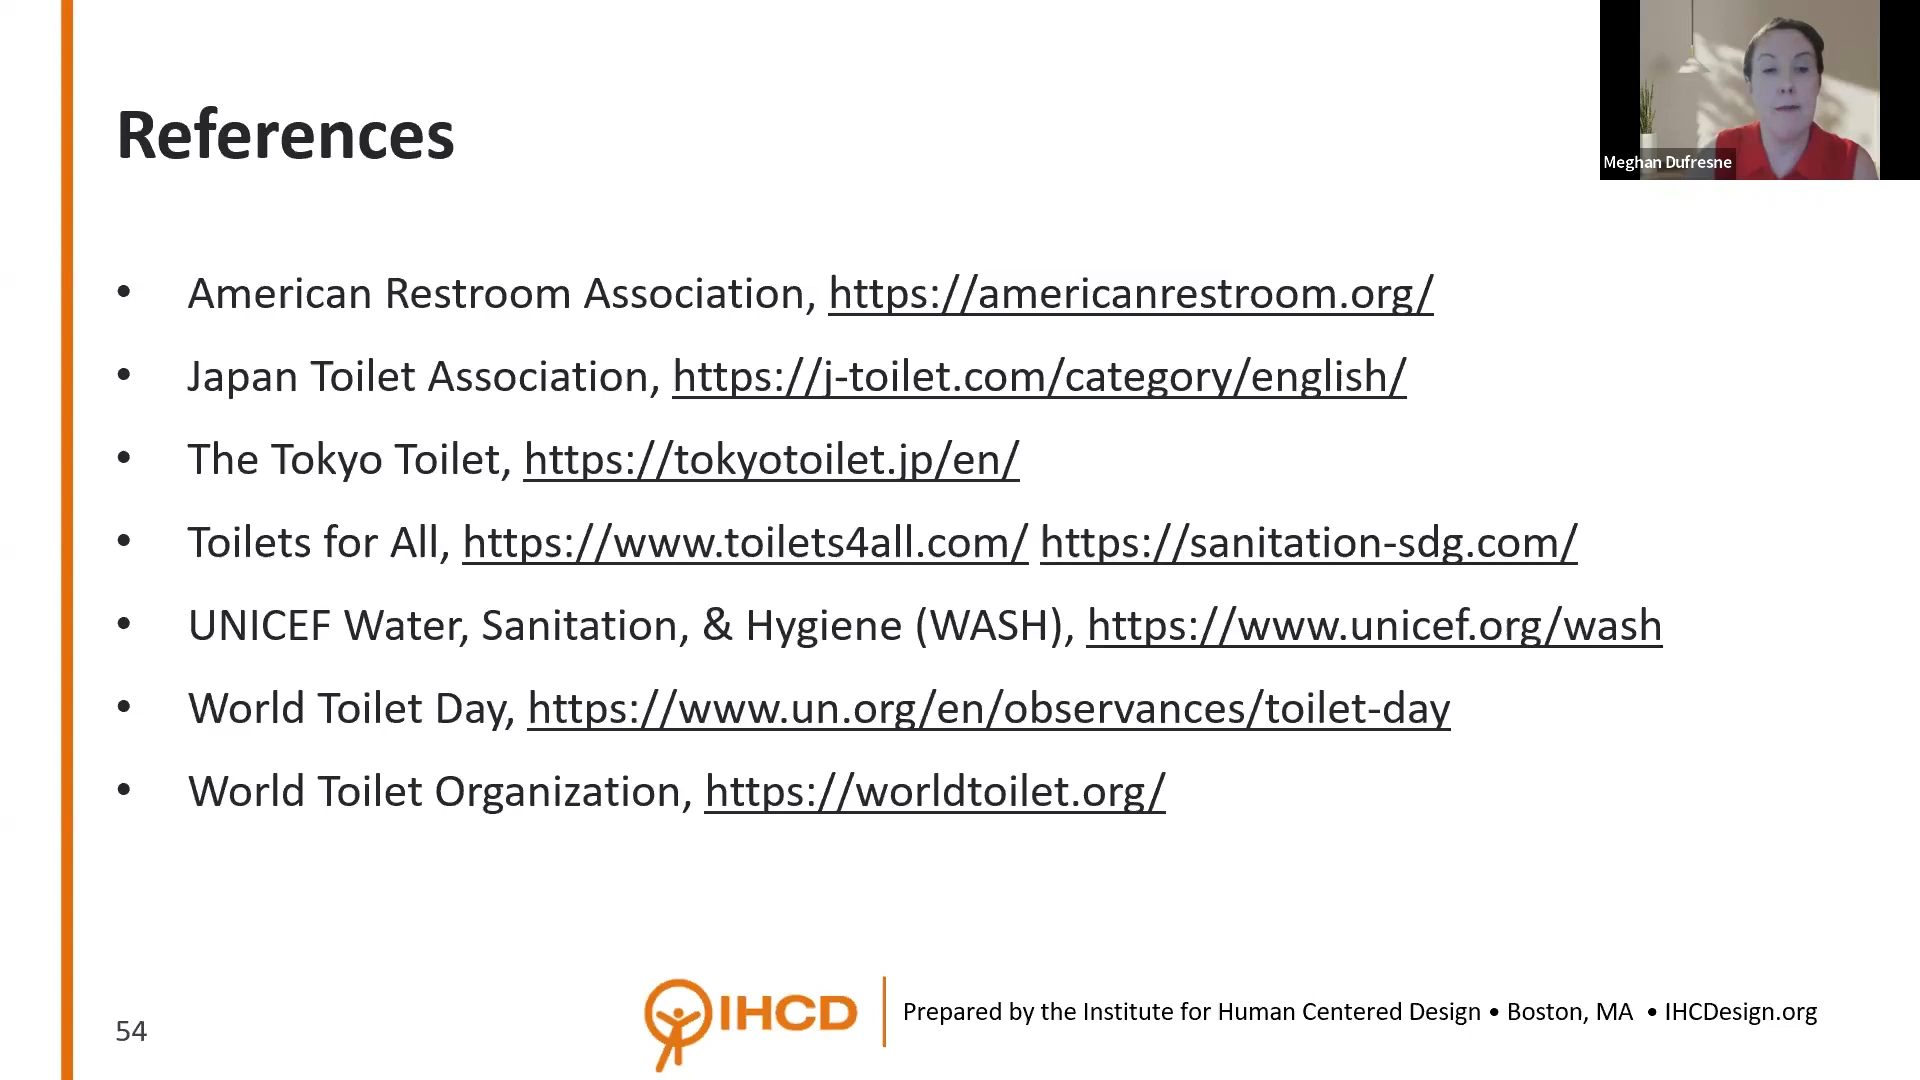 References
Meghan Dufresne
• American Restroom Association, https://americanrestroom.org/
• Japan Toilet Association, https://j-toilet.com/category/english/
• The Tokyo Toilet, https://tokyotoilet.jp/en/
• Toilets for All, https://www.toilets4all.com/ https://sanitation-sdg.com/
• UNICEF Water, Sanitation, & Hygiene (WASH), https://www.unicef.org/wash
• World Toilet Day, https://www.un.org/en/observances/toilet-day
• World Toilet Organization, https://worldtoilet.org/
54
IHCD
Prepared by the Institute for Human Centered Design • Boston, MA • IHCDesign.org